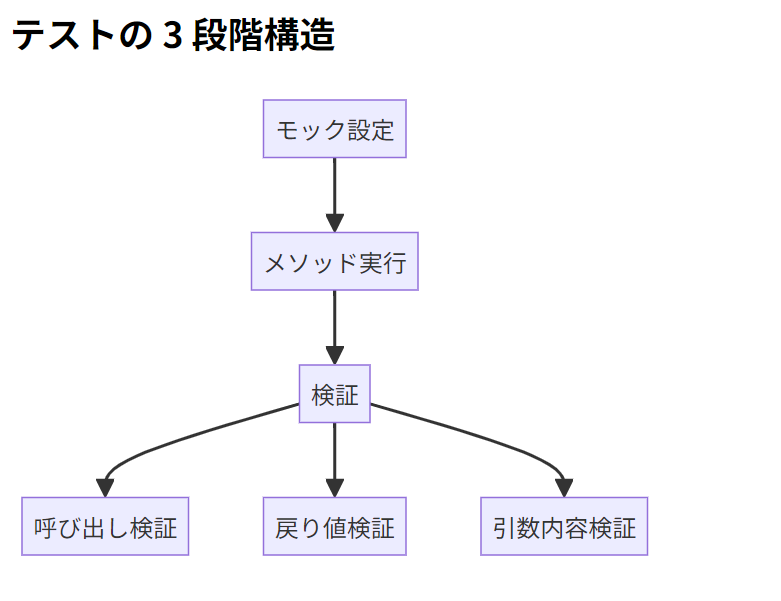 テストの 3 段階構造
モック設定
メソッド実行
検証
呼び出し検証
戻り値検証
引数内容検証